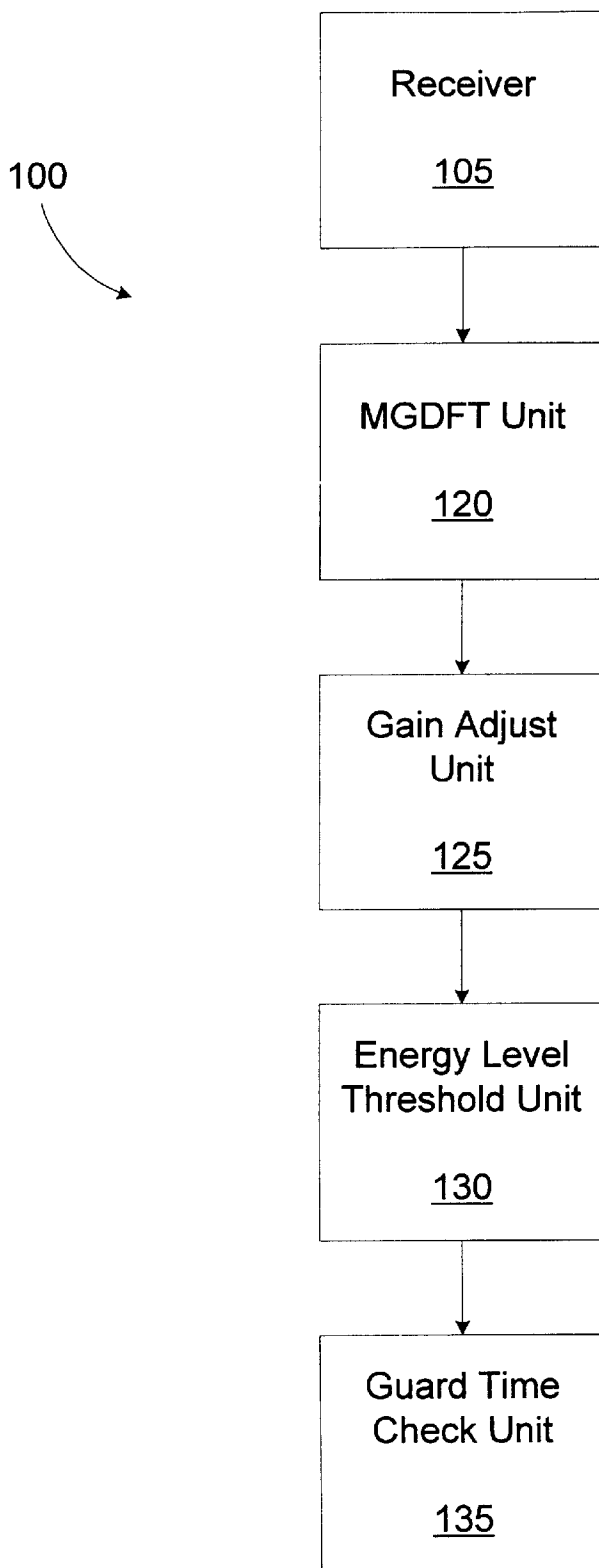 Receiver
105
100
MGDFT Unit
120
Gain Adjust
Unit
125
Energy Level
Threshold Unit
130
Guard Time
Check Unit
135